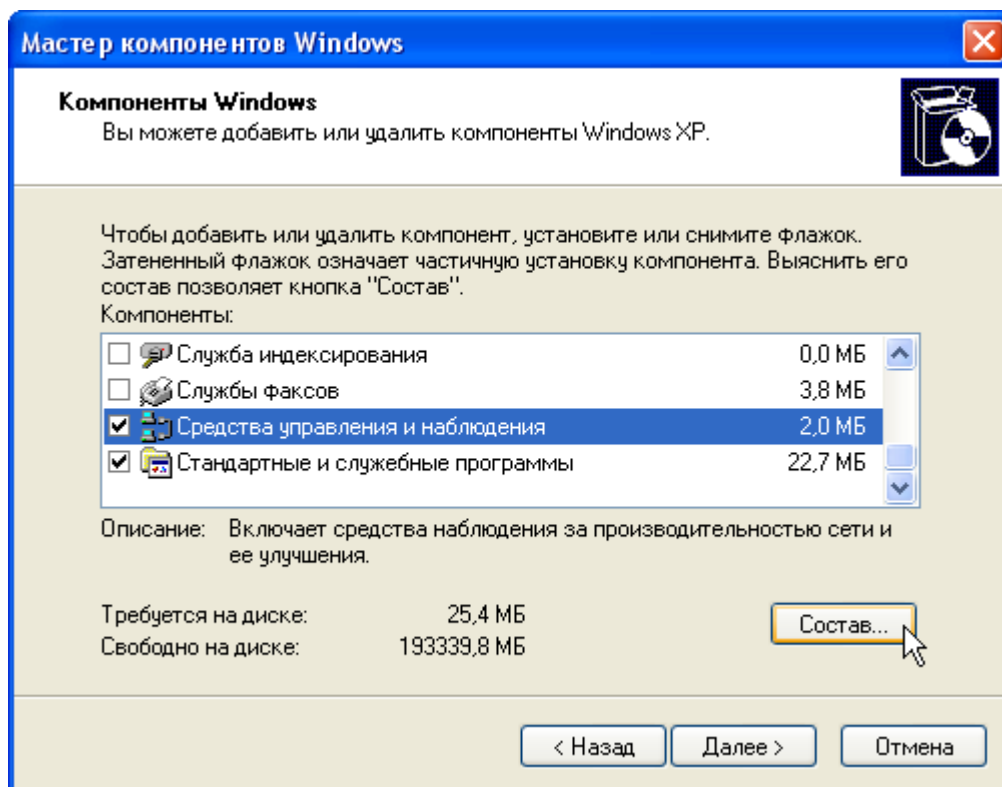 Мастер компонентов Windows
Компоненты Windows
Вы можете добавить или удалить компоненты Windows XP.
Чтобы добавить или удалить компонент, установите или снимите флажок.
Затененный флажок означает частичную установку компонента. Выяснить его
состав позволяет кнопка "Состав".
Компоненты:
Служба индексирования 0,0 МБ
Службы факсов 3,8 МБ
Средства управления и наблюдения 2,0 МБ
Стандартные и служебные программы 22,7 МБ
Описание: Включает средства наблюдения за производительностью сети и
ее улучшения.
Требуется на диске: 25,4 МБ
Свободно на диске: 193339,8 МБ
Состав...
< Назад Далее > Отмена